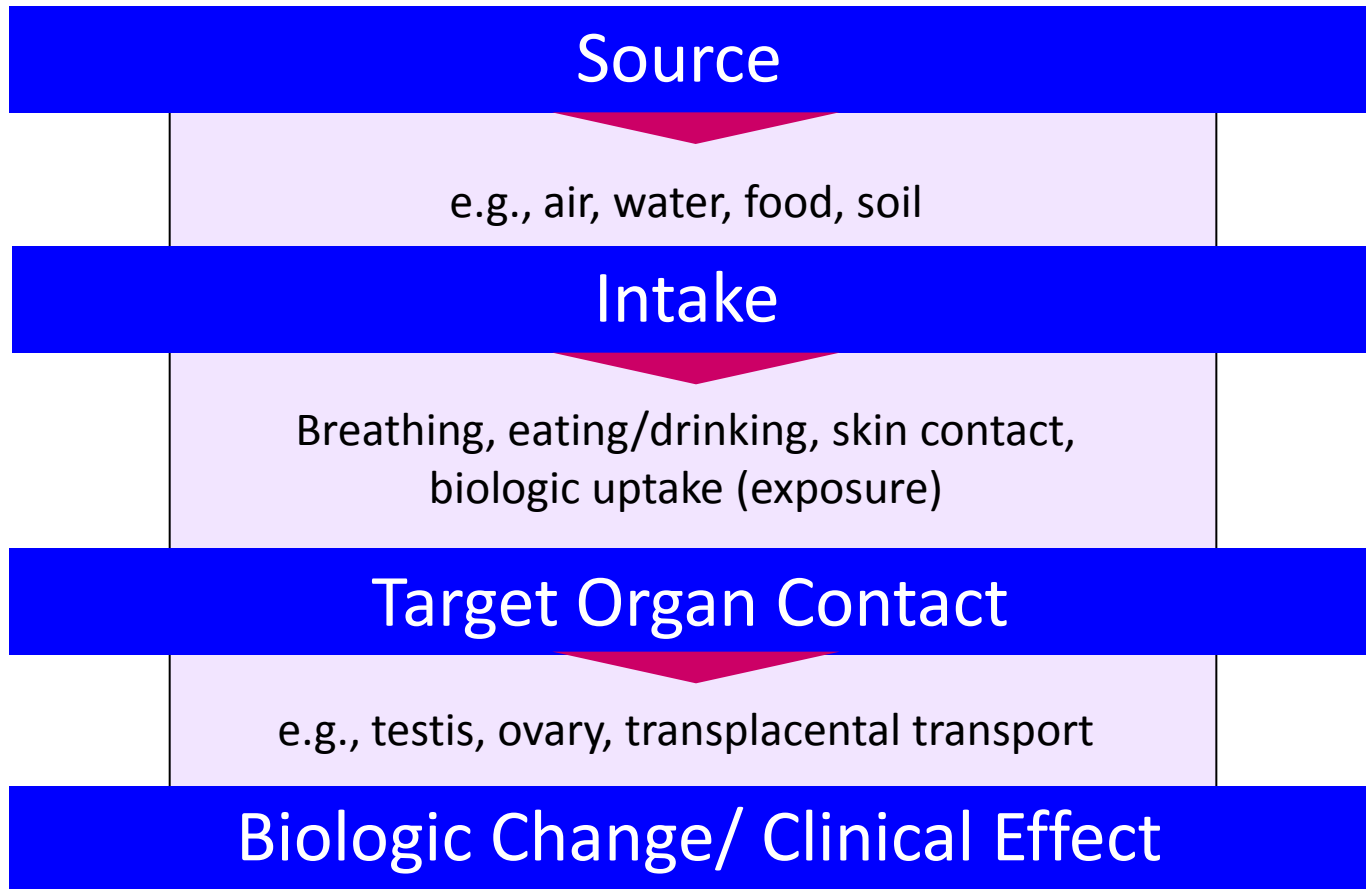 Source
e.g., air, water, food, soil
Intake
Breathing, eating/drinking, skin contact,
biologic uptake (exposure)
Target Organ Contact
e.g., testis, ovary, transplacental transport
Biologic Change/ Clinical Effect